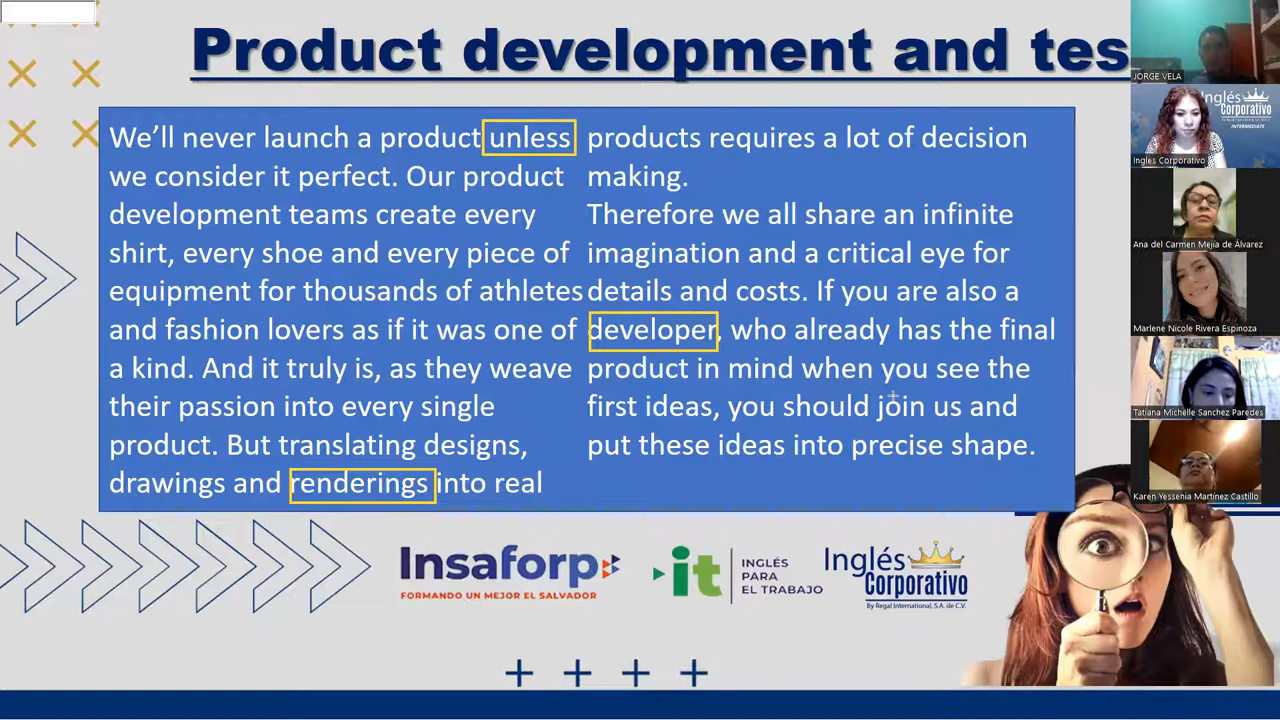 Product development and tes
We'll never launch a product unless
we consider it perfect. Our product
development teams create every
shirt, every shoe and every piece of
equipment for thousands of athletes
and fashion lovers as if it was one of
a kind. And it truly is, as they weave
their passion into every single
product. But translating designs,
drawings and renderings into real
products requires a lot of decision
making.
Therefore we all share an infinite
imagination and a critical eye for
details and costs. If you are also a
developer, who already has the final
product in mind when you see the
first ideas, you should join us and
put these ideas into precise shape.
Insaforp
FORMANDO UN MEJOR EL SALVADOR
it
INGLÉS
PARA
EL TRABAJO
Inglés
Corporativo
By Regal International, S.A. de C.V.
JORGE VELA
Inglés
Corporativo
INTERMEDIATE
Ingles Corporativo
Ana del Carmen Mejía de Álvarez
Marlene Nicole Rivera Espinoza
Tatiana Michelle Sanchez Paredes
Karen Yessenia Martínez Castillo